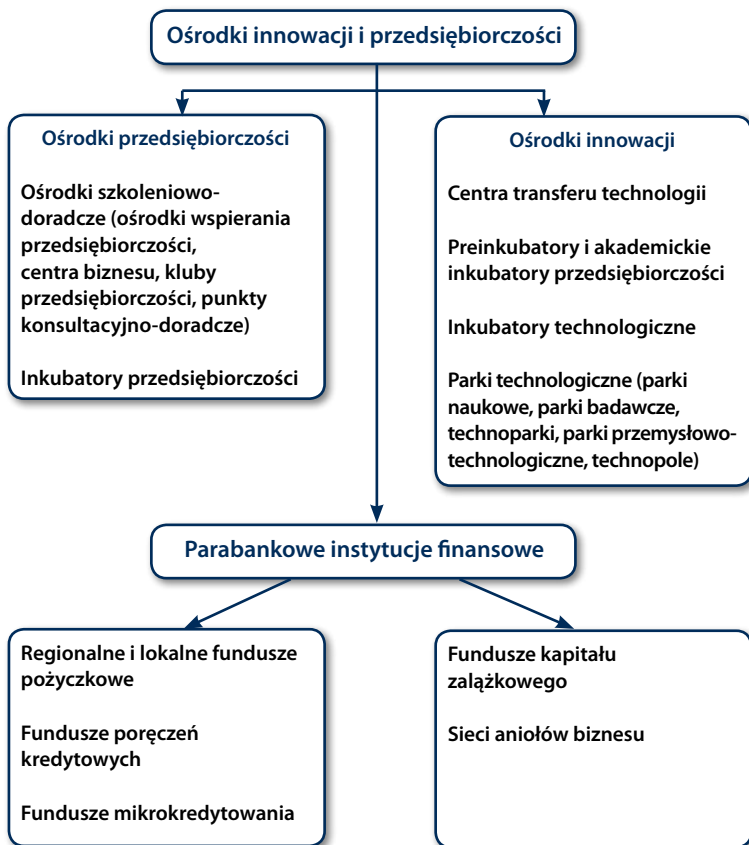 Ośrodki innowacji i przedsiębiorczości
Ośrodki przedsiębiorczości
Ośrodki szkoleniowo-
doradcze (ośrodki wspierania
przedsiębiorczości,
centra biznesu, kluby
przedsiębiorczości, punkty
konsultacyjno-doradcze)
Inkubatory przedsiębiorczości
Ośrodki innowacji
Centra transferu technologii
Preinkubatory i akademickie
inkubatory przedsiębiorczości
Inkubatory technologiczne
Parki technologiczne (parki
naukowe, parki badawcze,
technoparki, parki przemysłowo-
technologiczne, technopole)
Parabankowe instytucje finansowe
Regionalne i lokalne fundusze
pożyczkowe
Fundusze poręczeń
kredytowych
Fundusze mikrokredytowania
Fundusze kapitału
zalążkowego
Sieci aniołów biznesu